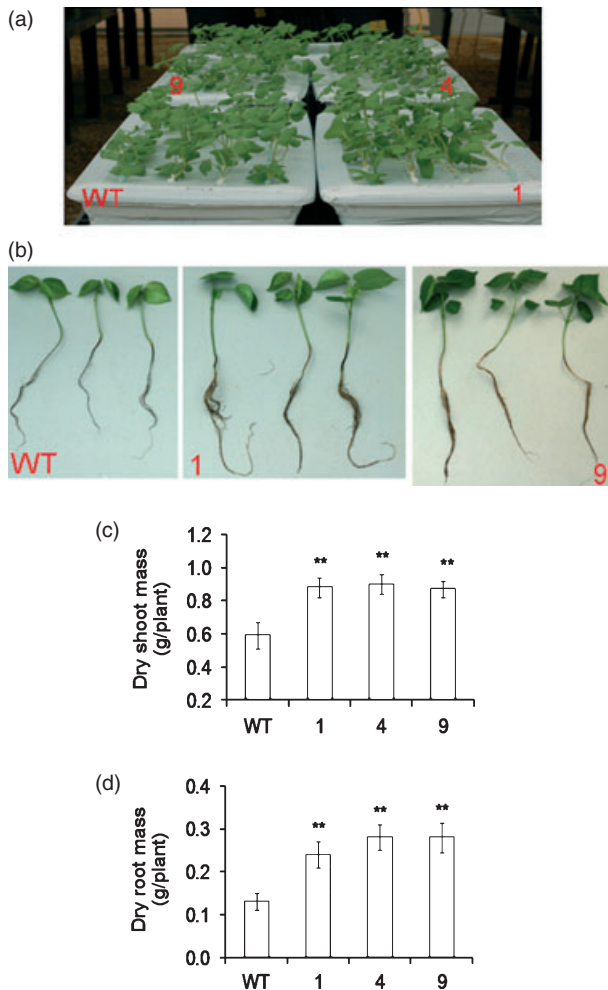 (a)
9
4
WT
1
(b)
WT
1
9
(c)
Dry shoot mass
(g/plant)
1.2
1.0
0.8
0.6
0.4
0.2
**
**
**
WT 1 4 9
(d)
Dry root mass
(g/plant)
0.4
0.3
0.2
0.1
0.0
**
**
**
WT 1 4 9